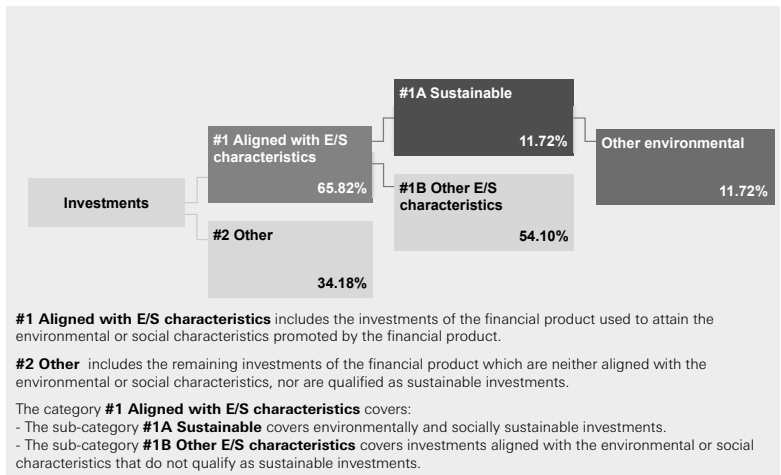 Investments
#1 Aligned with E/S
characteristics
65.82%
#2 Other
34.18%
#1A Sustainable
11.72%
#1B Other E/S
characteristics
54.10%
Other environmental
11.72%
#1 Aligned with E/S characteristics includes the investments of the financial product used to attain the
environmental or social characteristics promoted by the financial product.
#2 Other includes the remaining investments of the financial product which are neither aligned with the
environmental or social characteristics, nor are qualified as sustainable investments.
The category #1 Aligned with E/S characteristics covers:
- The sub-category #1A Sustainable covers environmentally and socially sustainable investments.
- The sub-category #1B Other E/S characteristics covers investments aligned with the environmental or social
characteristics that do not qualify as sustainable investments.